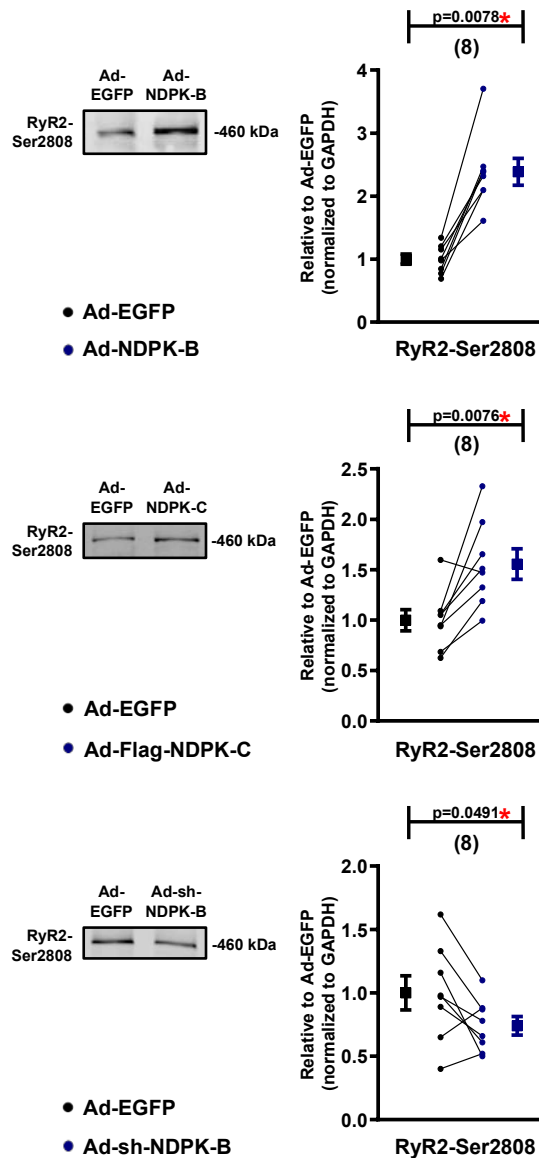 p=0.0078*
(8)
Ad-
EGFP
Ad-
NDPK-B
RyR2-
Ser2808
-460 kDa
Relative to Ad-EGFP
(normalized to GAPDH)
4
3
2
1
0
Ad-EGFP
Ad-NDPK-B
RyR2-Ser2808
p=0.0076*
(8)
Ad-
EGFP
Ad-
NDPK-C
RyR2-
Ser2808
-460 kDa
Relative to Ad-EGFP
(normalized to GAPDH)
2.5
2.0
1.5
1.0
0.5
0.0
Ad-EGFP
Ad-Flag-NDPK-C
RyR2-Ser2808
p=0.0491*
(8)
Ad-
EGFP
Ad-sh-
NDPK-B
RyR2-
Ser2808
-460 kDa
Relative to Ad-EGFP
(normalized to GAPDH)
2.0
1.5
1.0
0.5
0.0
Ad-EGFP
Ad-sh-NDPK-B
RyR2-Ser2808